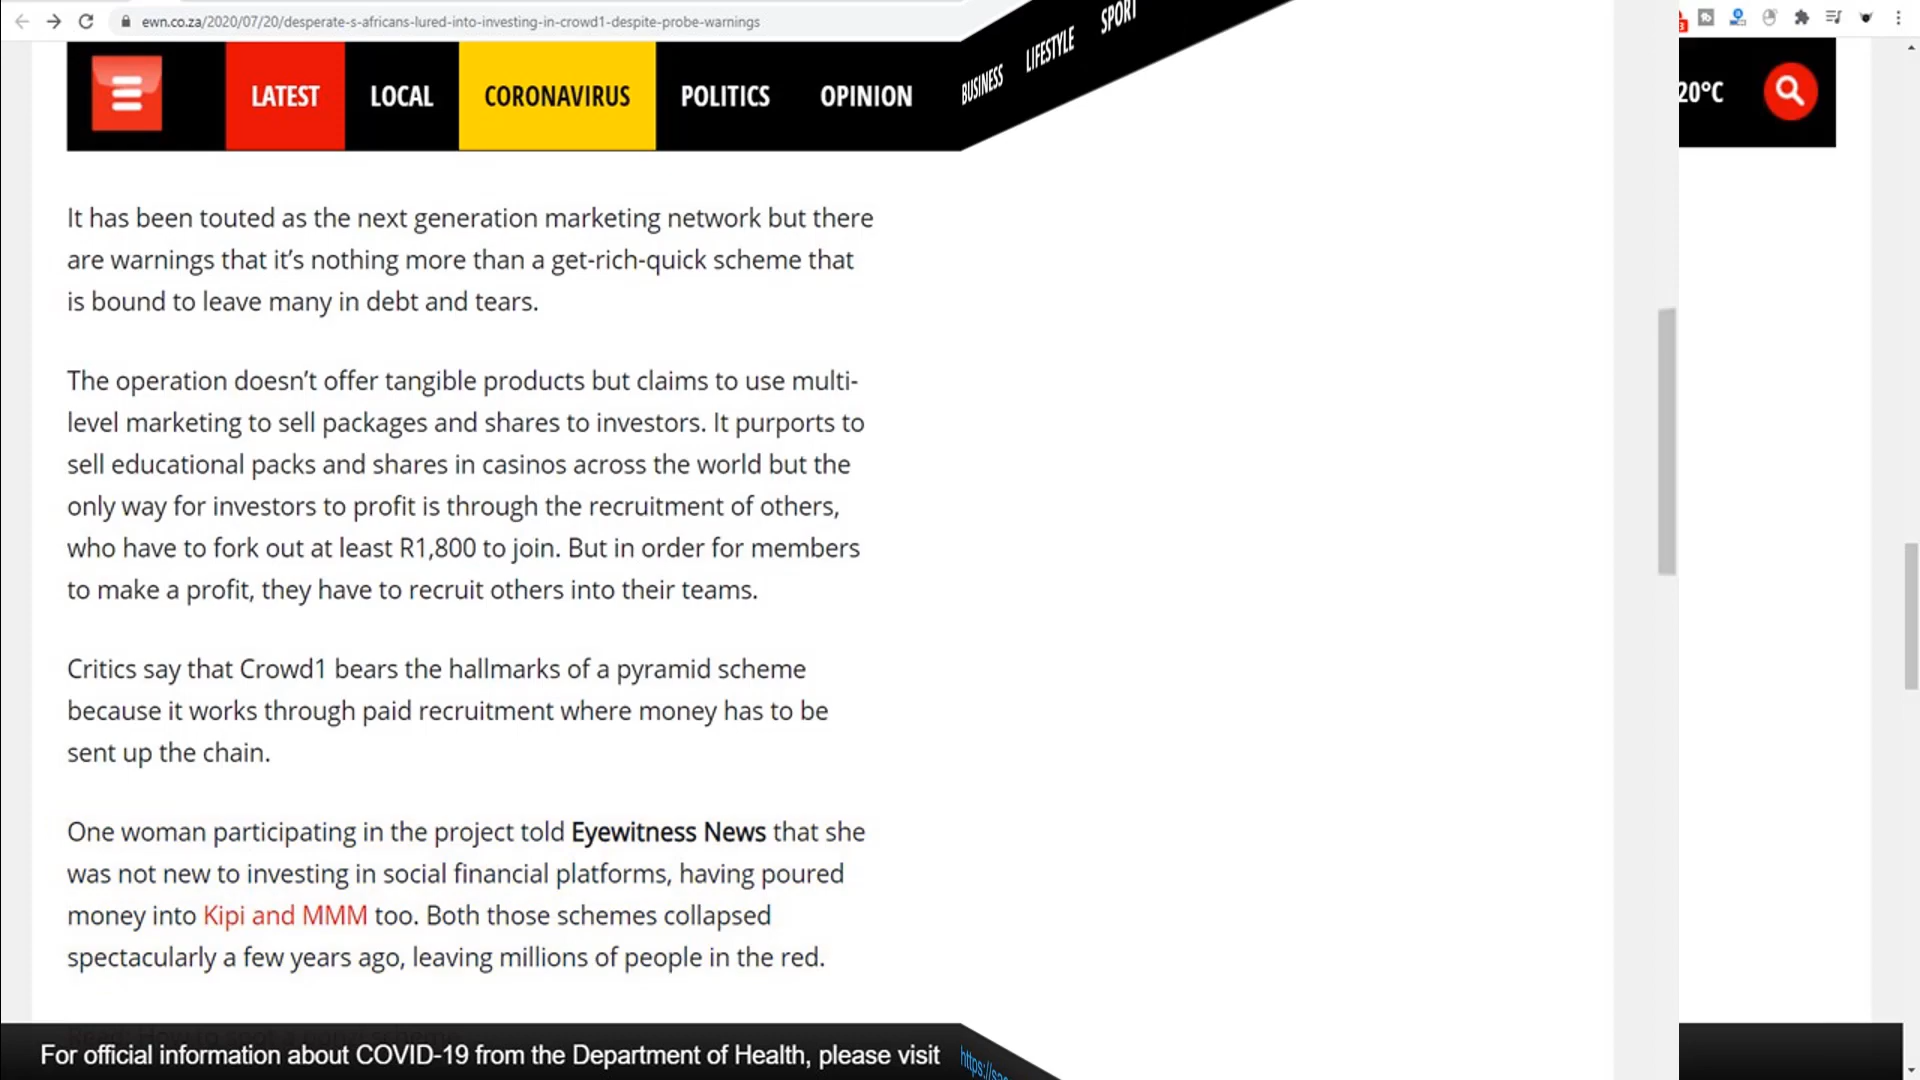 ewn.co.za/2020/07/20/desperate-s-africans-lured-into-investing-in-crowd1-despite-probe-warnings
LATEST LOCAL CORONAVIRUS POLITICS OPINION BUSINESS LIFESTYLE SPORT 20°C
It has been touted as the next generation marketing network but there
are warnings that it’s nothing more than a get-rich-quick scheme that
is bound to leave many in debt and tears.
The operation doesn’t offer tangible products but claims to use multi-
level marketing to sell packages and shares to investors. It purports to
sell educational packs and shares in casinos across the world but the
only way for investors to profit is through the recruitment of others,
who have to fork out at least R1,800 to join. But in order for members
to make a profit, they have to recruit others into their teams.
Critics say that Crowd1 bears the hallmarks of a pyramid scheme
because it works through paid recruitment where money has to be
sent up the chain.
One woman participating in the project told Eyewitness News that she
was not new to investing in social financial platforms, having poured
money into Kipi and MMM too. Both those schemes collapsed
spectacularly a few years ago, leaving millions of people in the red.
For official information about COVID-19 from the Department of Health, please visit